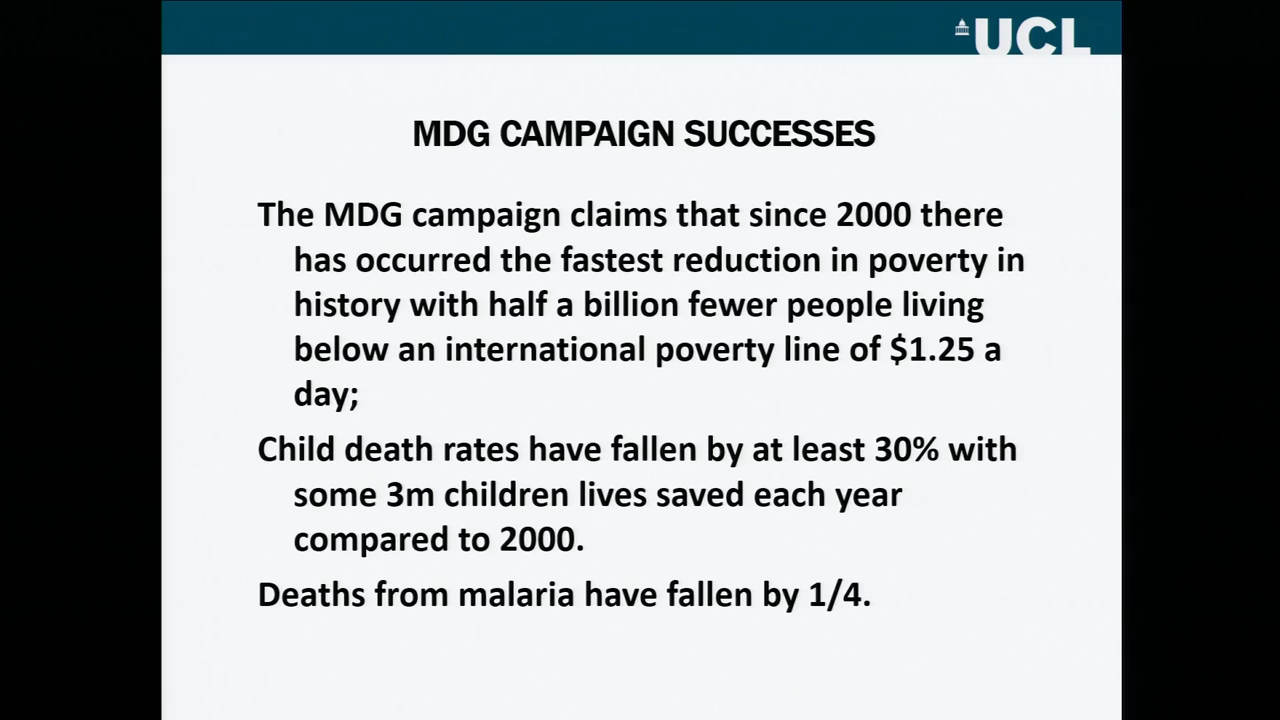 UCL
MDG CAMPAIGN SUCCESSES
The MDG campaign claims that since 2000 there
has occurred the fastest reduction in poverty in
history with half a billion fewer people living
below an international poverty line of $1.25 a
day;
Child death rates have fallen by at least 30% with
some 3m children lives saved each year
compared to 2000.
Deaths from malaria have fallen by 1/4.